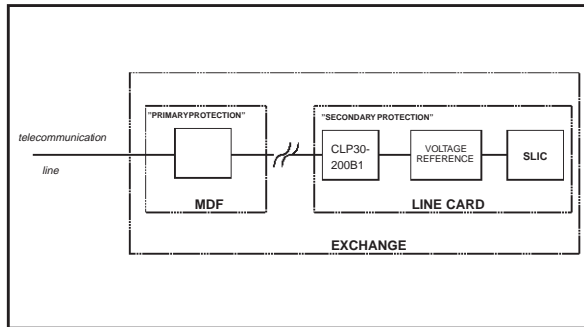 "PRIMARYPROTECTION"
"SECONDARY PROTECTION"
telecommunication
line
CLP30-
200B1
VOLTAGE
REFERENCE
SLIC
MDF
LINE CARD
EXCHANGE